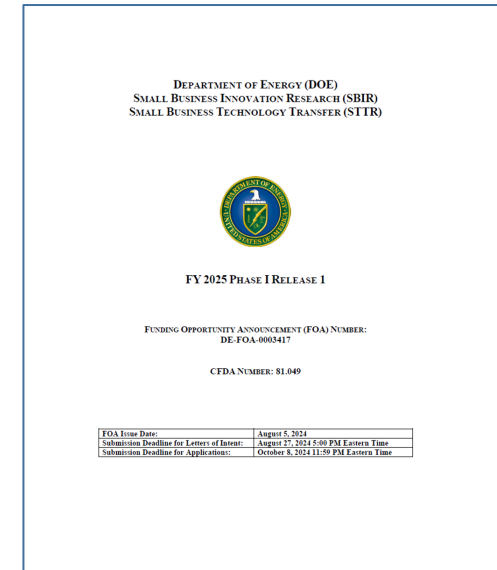 DEPARTMENT OF ENERGY (DOE)
SMALL BUSINESS INNOVATION RESEARCH (SBIR)
SMALL BUSINESS TECHNOLOGY TRANSFER (STTR)
DEPARTMENT OF ENERGY
UNITED STATES OF AMERICA
FY 2025 PHASE I RELEASE 1
FUNDING OPPORTUNITY ANNOUNCEMENT (FOA) NUMBER:
DE-FOA-0003417
CFDA NUMBER: 81.049
FOA Issue Date: August 5, 2024
Submission Deadline for Letters of Intent: August 27, 2024 5:00 PM Eastern Time
Submission Deadline for Applications: October 8, 2024 11:59 PM Eastern Time